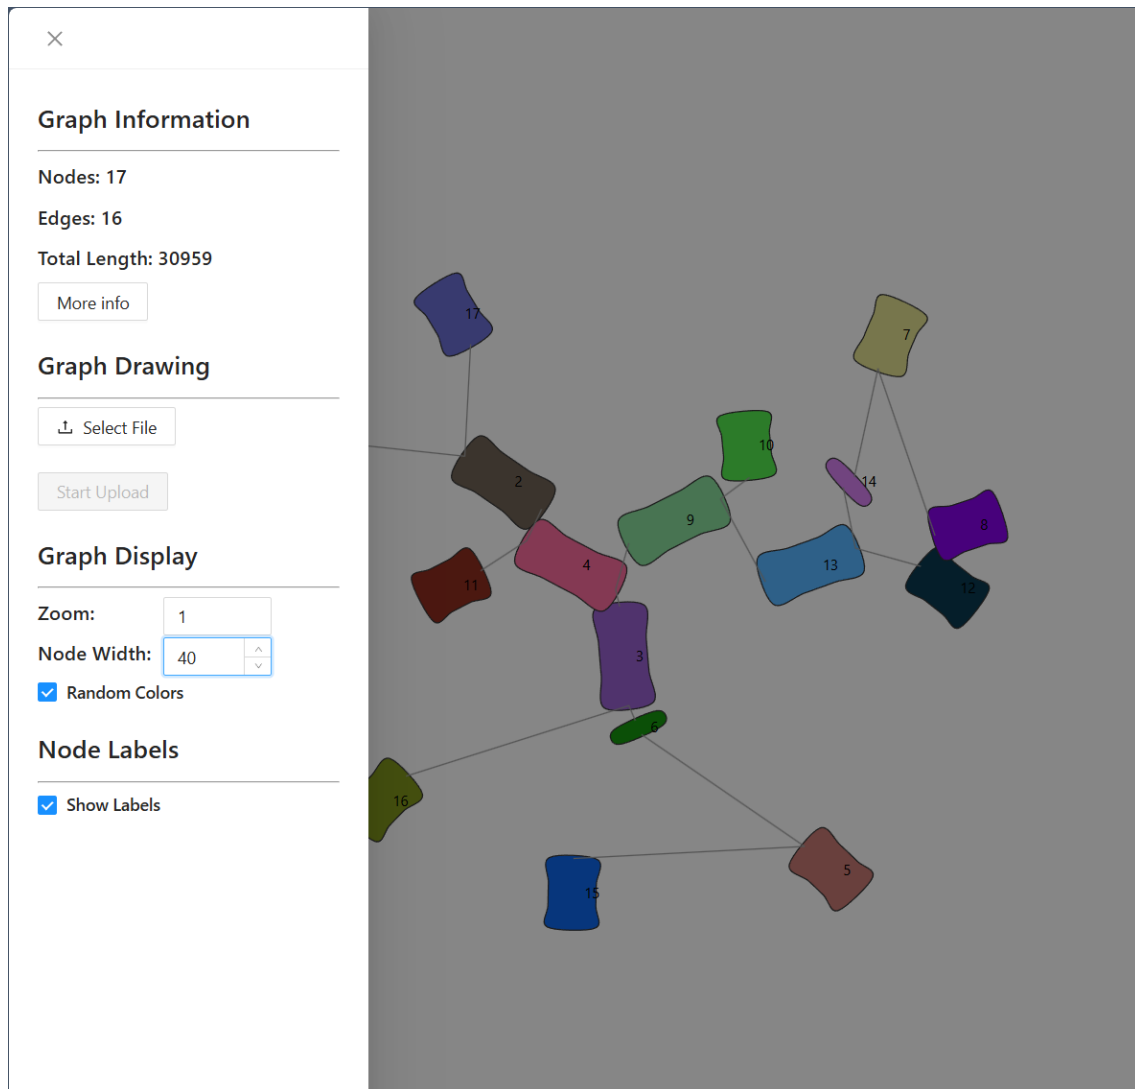 Graph Information
Nodes: 17
Edges: 16
Total Length: 30959
More info
Graph Drawing
Select File
Start Upload
Graph Display
Zoom: 1
Node Width: 40
Random Colors
Node Labels
Show Labels
17
7
10
2
14
9
8
4
13
11
12
3
6
16
5
15